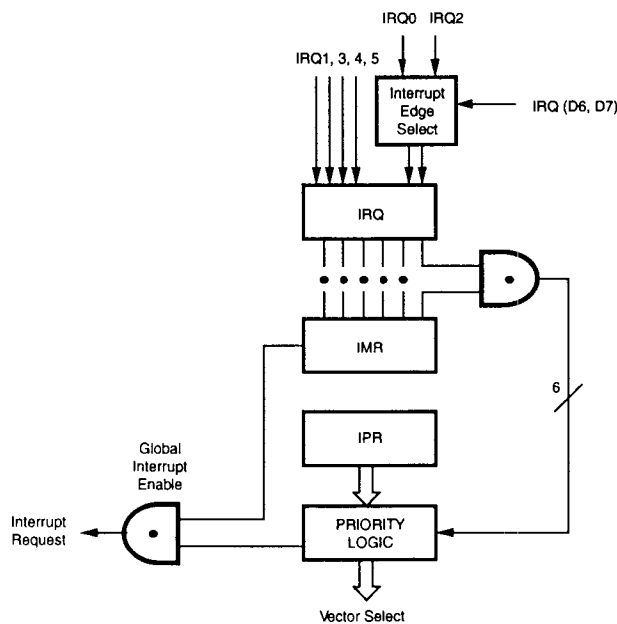 IRQ0 IRQ2
IRQ1, 3, 4, 5
Interrupt
Edge
Select
IRQ (D6, D7)
IRQ
IMR
6
IPR
Global
Interrupt
Enable
Interrupt
Request
PRIORITY
LOGIC
Vector Select